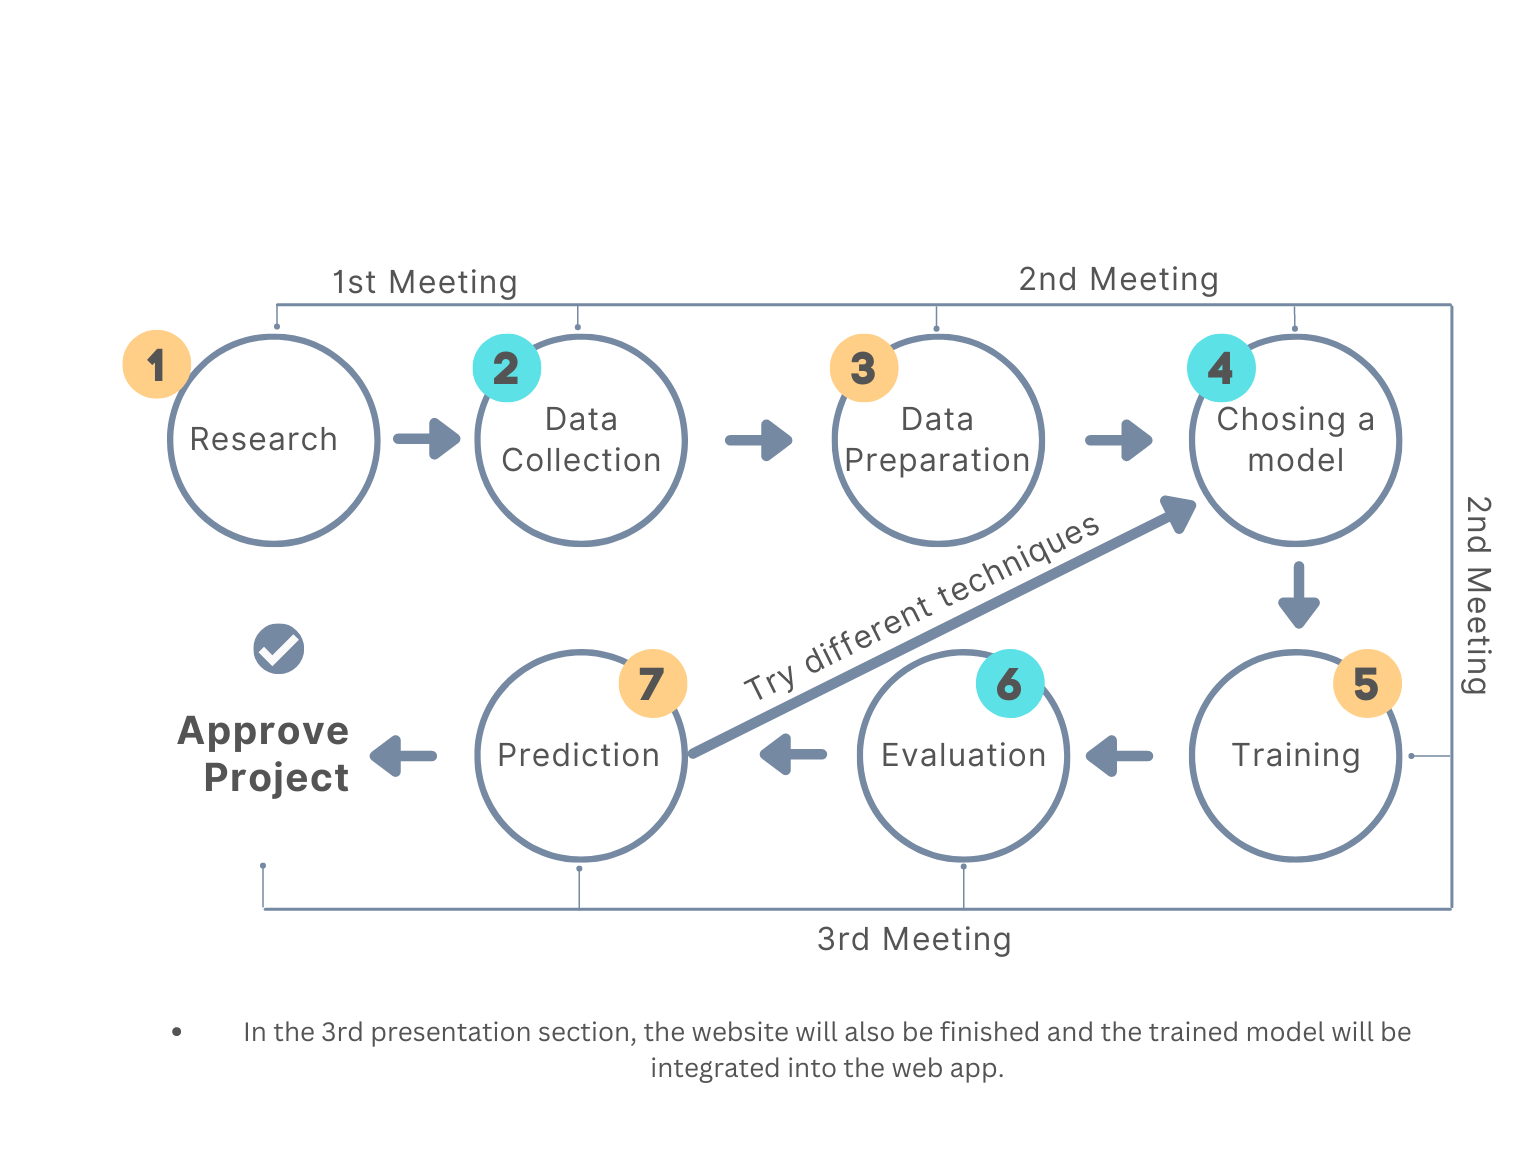 1st Meeting
2nd Meeting
1
2
3
4
Research
Data
Collection
Data
Preparation
Chosing a
model
2nd Meeting
Try different techniques
7
6
5
Approve
Project
Prediction
Evaluation
Training
3rd Meeting
• In the 3rd presentation section, the website will also be finished and the trained model will be
integrated into the web app.